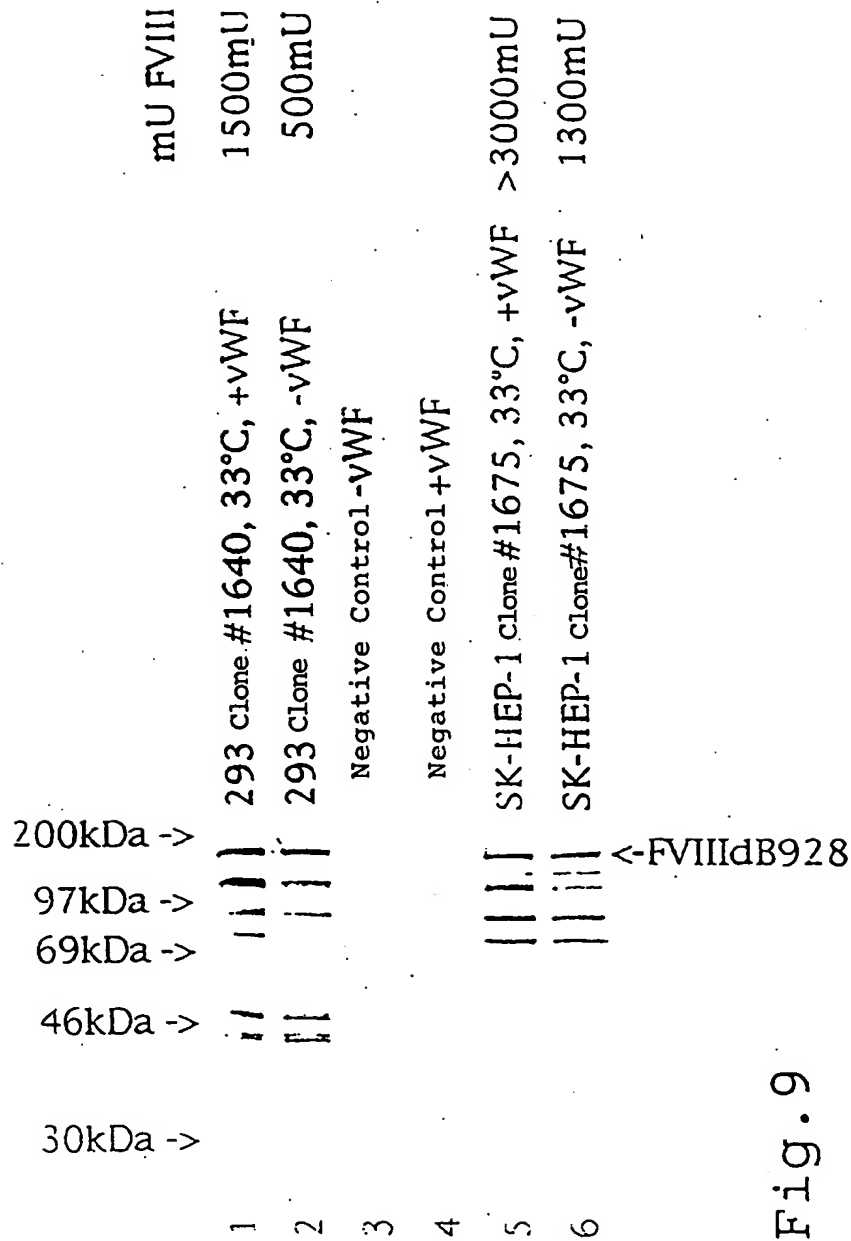 mU FVIII
293 Clone #1640, 33°C, +vWF 1500mU
293 Clone #1640, 33°C, -vWF 500mU
Negative Control -vWF
Negative Control +vWF
SK-HEP-1 Clone #1675, 33°C, +vWF >3000mU
SK-HEP-1 Clone #1675, 33°C, -vWF 1300mU
200kDa ->
<-FVIIIdB928
97kDa ->
69kDa ->
46kDa ->
30kDa ->
1
2
3
4
5
6
Fig.9